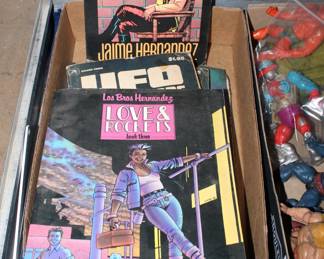 JAIME HERNANDEZ
UFO
$1.95
Los Bros Hernandez
LOVE &
ROCKETS
book three